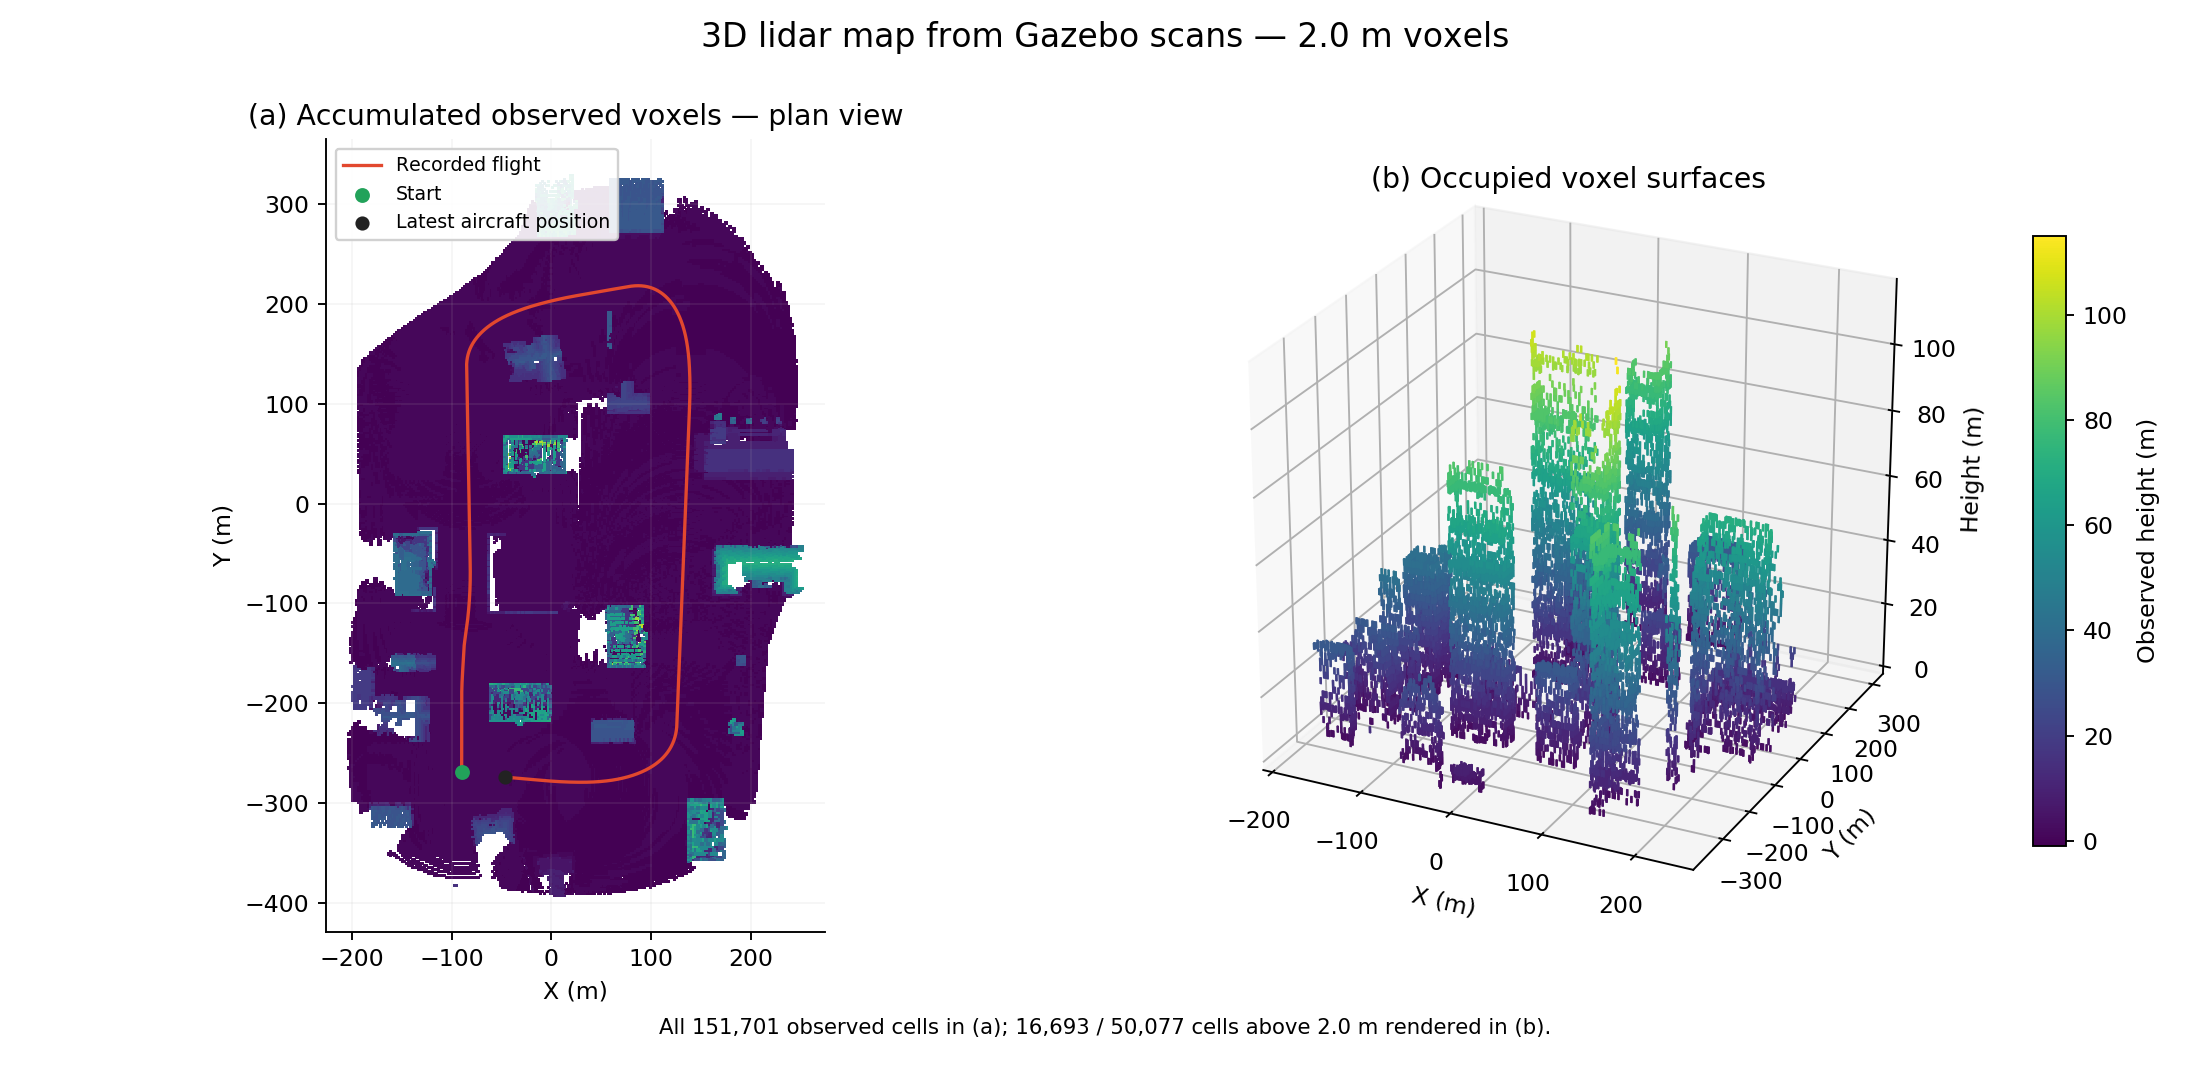 3D lidar map from Gazebo scans — 2.0 m voxels
(a) Accumulated observed voxels — plan view
Recorded flight
Start
Latest aircraft position
300
200
100
0
−100
−200
−300
−400
Y (m)
−200
−100
0
100
200
X (m)
(b) Occupied voxel surfaces
100
80
60
40
20
0
Height (m)
300
200
100
0
−100
−200
−300
Y (m)
−200
−100
0
100
200
X (m)
100
80
60
40
20
0
Observed height (m)
All 151,701 observed cells in (a); 16,693 / 50,077 cells above 2.0 m rendered in (b).